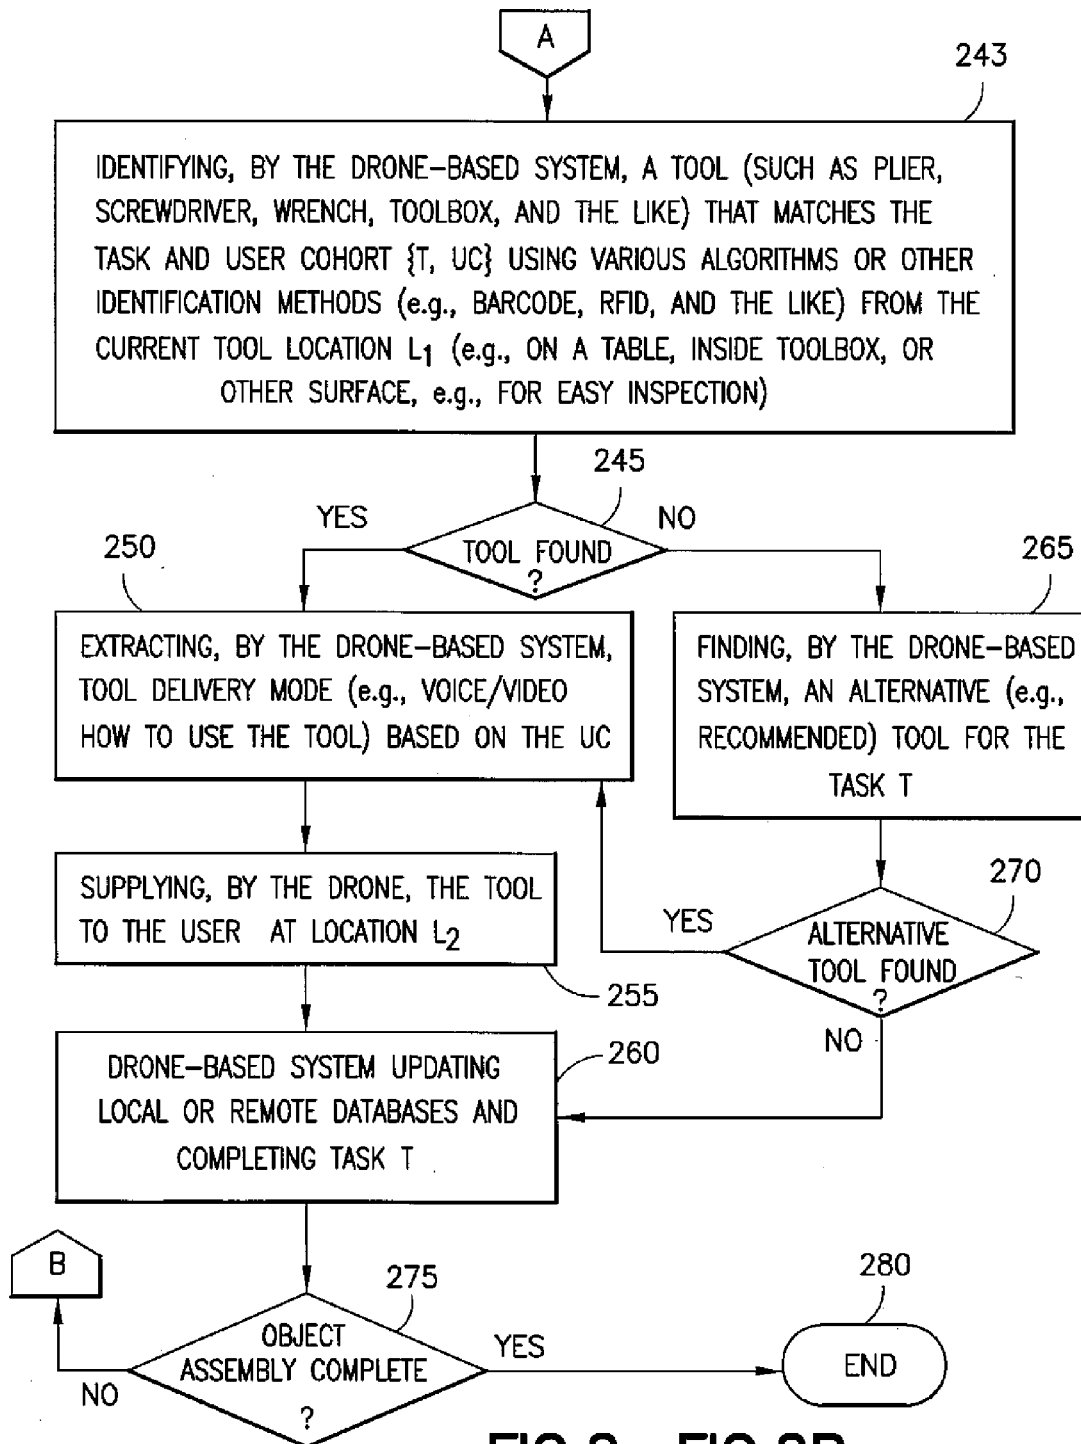 A
243
IDENTIFYING, BY THE DRONE-BASED SYSTEM, A TOOL (SUCH AS PLIER,
SCREWDRIVER, WRENCH, TOOLBOX, AND THE LIKE) THAT MATCHES THE
TASK AND USER COHORT {T, UC} USING VARIOUS ALGORITHMS OR OTHER
IDENTIFICATION METHODS (e.g., BARCODE, RFID, AND THE LIKE) FROM THE
CURRENT TOOL LOCATION L1 (e.g., ON A TABLE, INSIDE TOOLBOX, OR
OTHER SURFACE, e.g., FOR EASY INSPECTION)
245
YES
NO
TOOL FOUND
?
250
EXTRACTING, BY THE DRONE-BASED SYSTEM,
TOOL DELIVERY MODE (e.g., VOICE/VIDEO
HOW TO USE THE TOOL) BASED ON THE UC
265
FINDING, BY THE DRONE-BASED
SYSTEM, AN ALTERNATIVE (e.g.,
RECOMMENDED) TOOL FOR THE
TASK T
SUPPLYING, BY THE DRONE, THE TOOL
TO THE USER AT LOCATION L2
255
270
YES
ALTERNATIVE
TOOL FOUND
?
NO
260
DRONE-BASED SYSTEM UPDATING
LOCAL OR REMOTE DATABASES AND
COMPLETING TASK T
B
275
OBJECT
ASSEMBLY COMPLETE
?
NO
YES
280
END